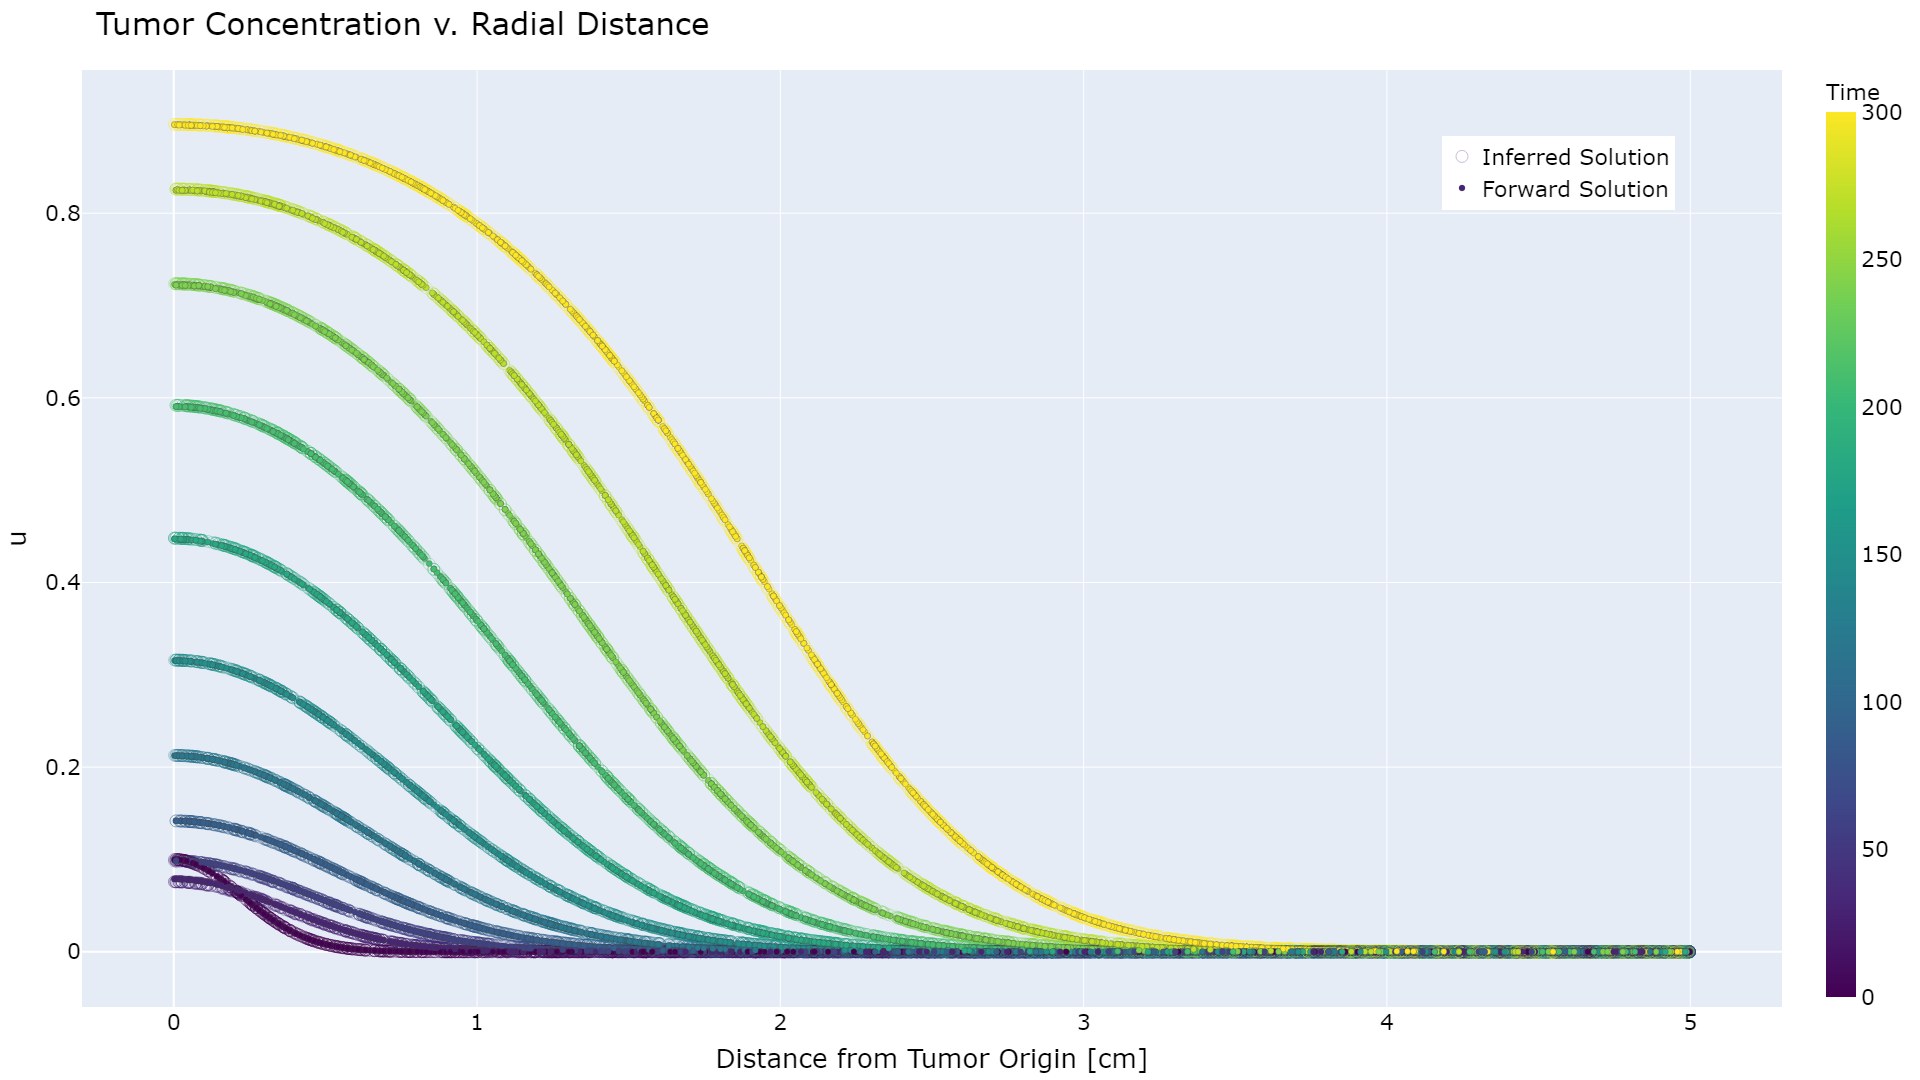 Tumor Concentration v. Radial Distance
Time
300
250
200
150
100
50
0
Inferred Solution
Forward Solution
u
0.8
0.6
0.4
0.2
0
0 1 2 3 4 5
Distance from Tumor Origin [cm]